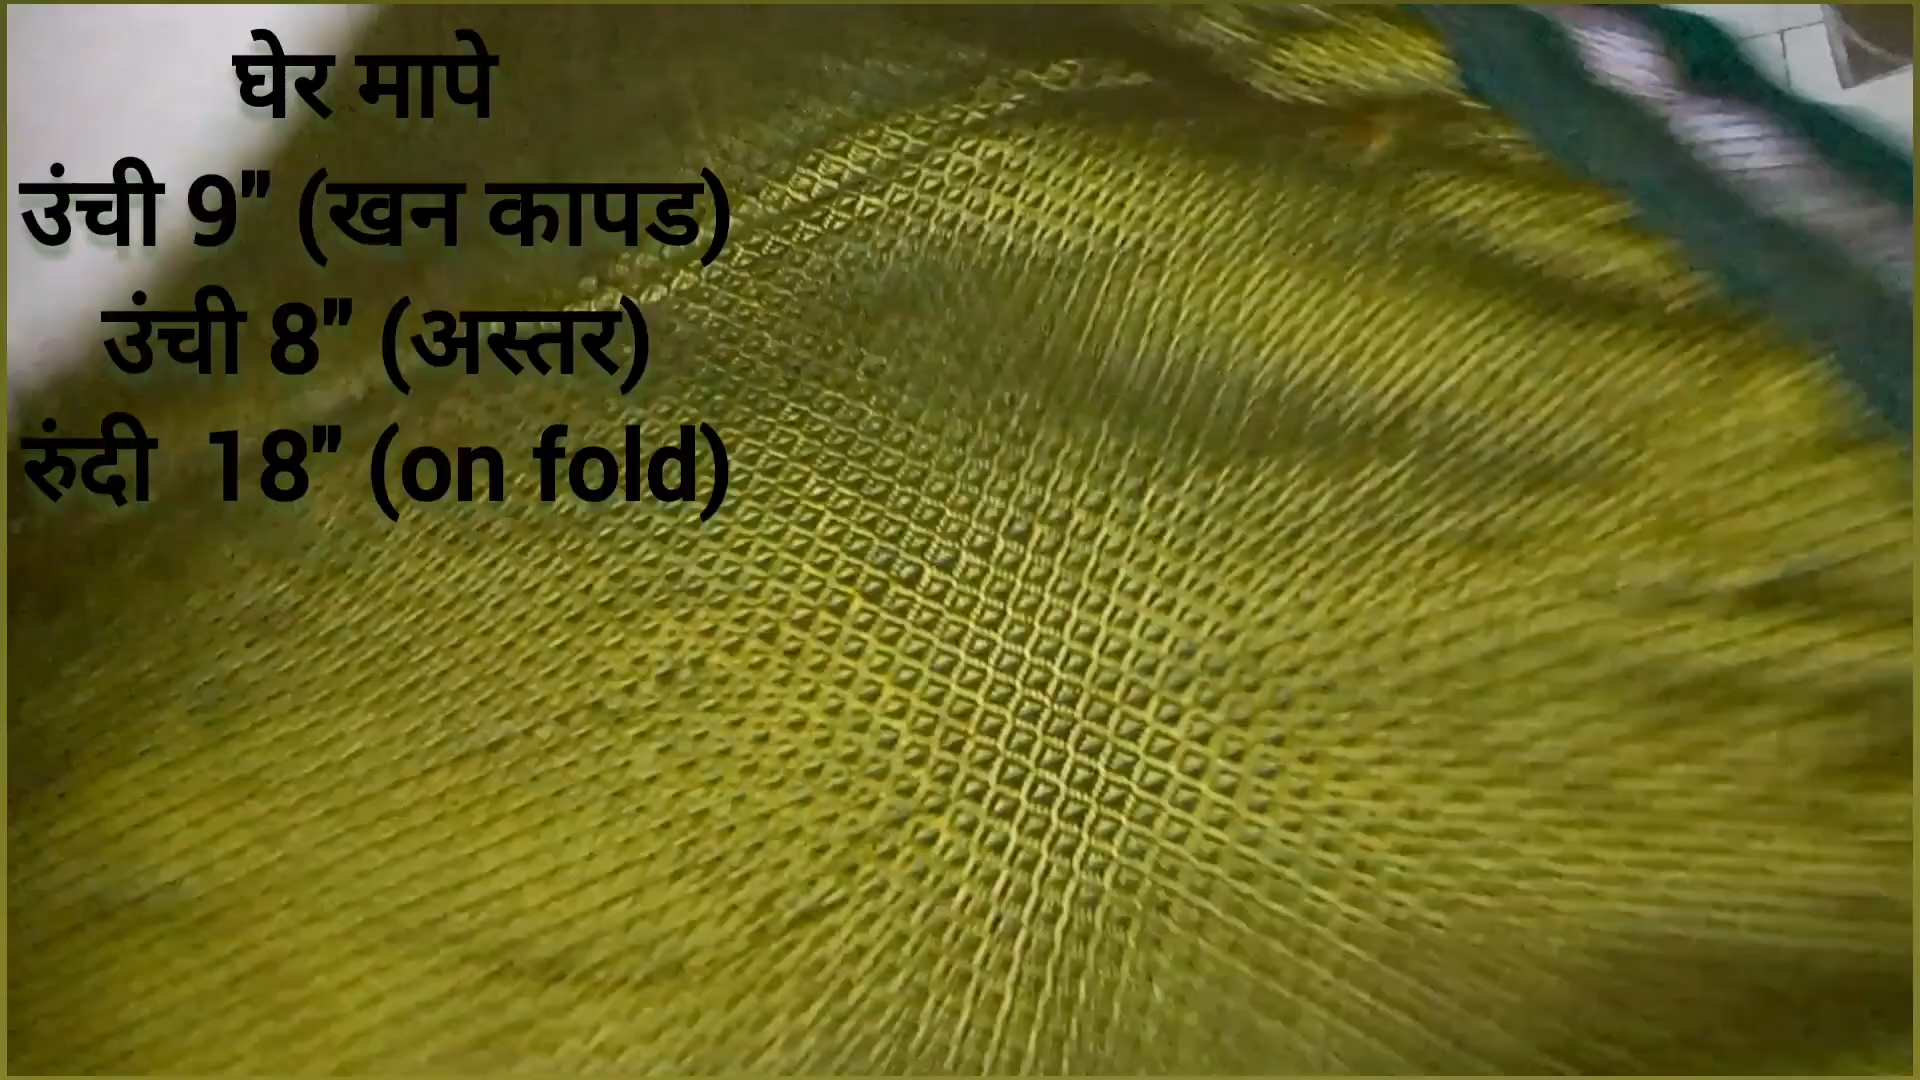 घेर मापे
उंची 9" (खन कापड)
उंची 8" (अस्तर)
रुंदी 18" (on fold)